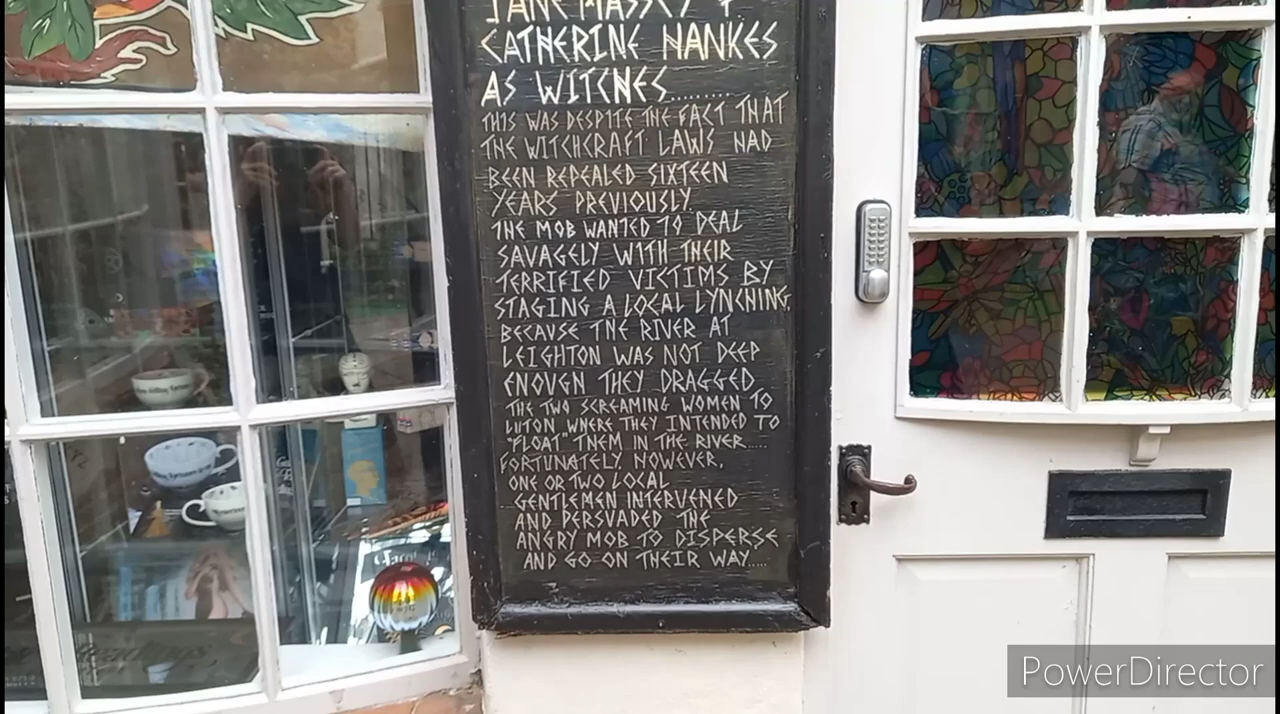 JANE MASSEY +
CATHERINE HANKES
AS WITCHES.........
THIS WAS DESPITE THE FACT THAT
THE WITCHCRAFT LAWS HAD
BEEN REPEALED SIXTEEN
YEARS PREVIOUSLY.
THE MOB WANTED TO DEAL
SAVAGELY WITH THEIR
TERRIFIED VICTIMS BY
STAGING A LOCAL LYNCHING.
BECAUSE THE RIVER AT
LEIGHTON WAS NOT DEEP
ENOUGH THEY DRAGGED
THE TWO SCREAMING WOMEN TO
LUTON WHERE THEY INTENDED TO
"FLOAT" THEM IN THE RIVER.....
FORTUNATELY, HOWEVER,
ONE OR TWO LOCAL
GENTLEMEN INTERVENED
AND PERSUADED THE
ANGRY MOB TO DISPERSE
AND GO ON THEIR WAY.....
PowerDirector